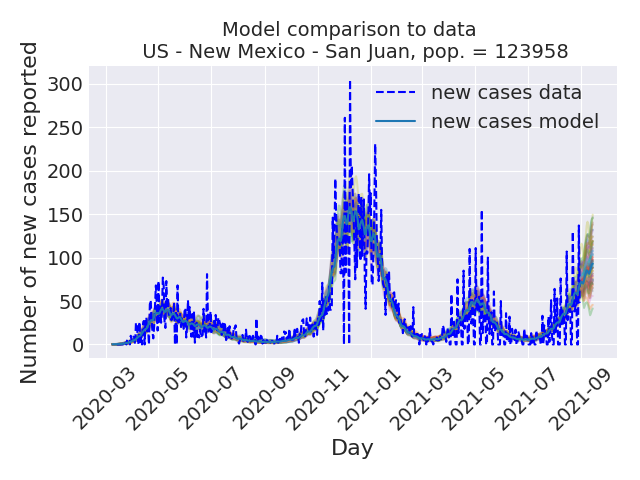 Model comparison to data
US - New Mexico - San Juan, pop. = 123958
Number of new cases reported
300
250
200
150
100
50
0
new cases data
new cases model
2020-03
2020-05
2020-07
2020-09
2020-11
2021-01
2021-03
2021-05
2021-07
2021-09
Day